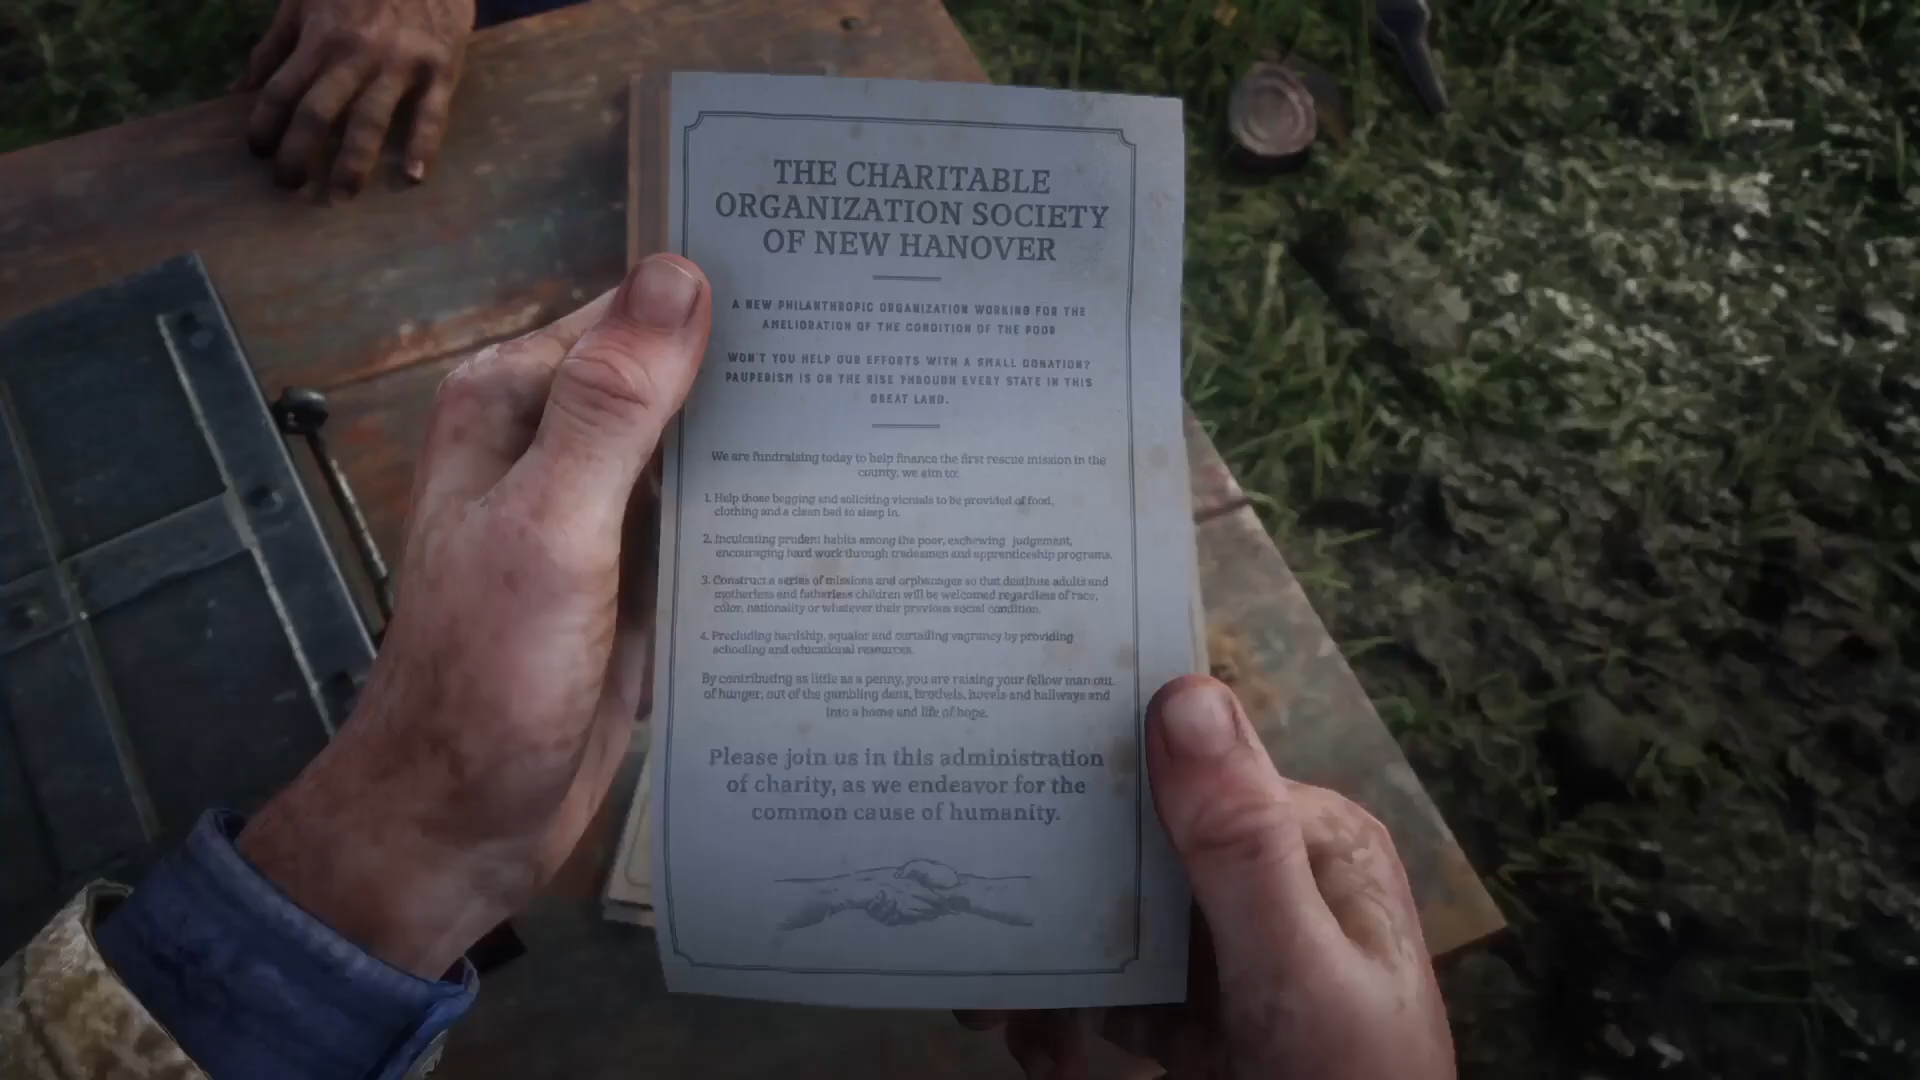 THE CHARITABLE
ORGANIZATION SOCIETY
OF NEW HANOVER
A NEW PHILANTHROPIC ORGANIZATION WORKING FOR THE
AMELIORATION OF THE CONDITION OF THE POOR
WON'T YOU HELP OUR EFFORTS WITH A SMALL DONATION?
PAUPERISM IS ON THE RISE THROUGH EVERY STATE IN THIS
GREAT LAND.
We are fundraising today to help finance the first rescue mission in the
county, we aim to:
1. Help those begging and soliciting victuals to be provided of food,
clothing and a clean bed to sleep in.
2. Inculcating prudent habits among the poor, eschewing judgement,
encouraging hard work through tradesmen and apprenticeship programs.
3. Construct a series of missions and orphanages so that destitute adults and
motherless and fatherless children will be welcomed regardless of race,
color, nationality or whatever their previous social condition.
4. Precluding hardship, squalor and curtailing vagrancy by providing
schooling and educational resources.
By contributing as little as a penny, you are raising your fellow man out
of hunger, out of the gambling dens, brothels, hovels and hallways and
into a home and life of hope.
Please join us in this administration
of charity, as we endeavor for the
common cause of humanity.